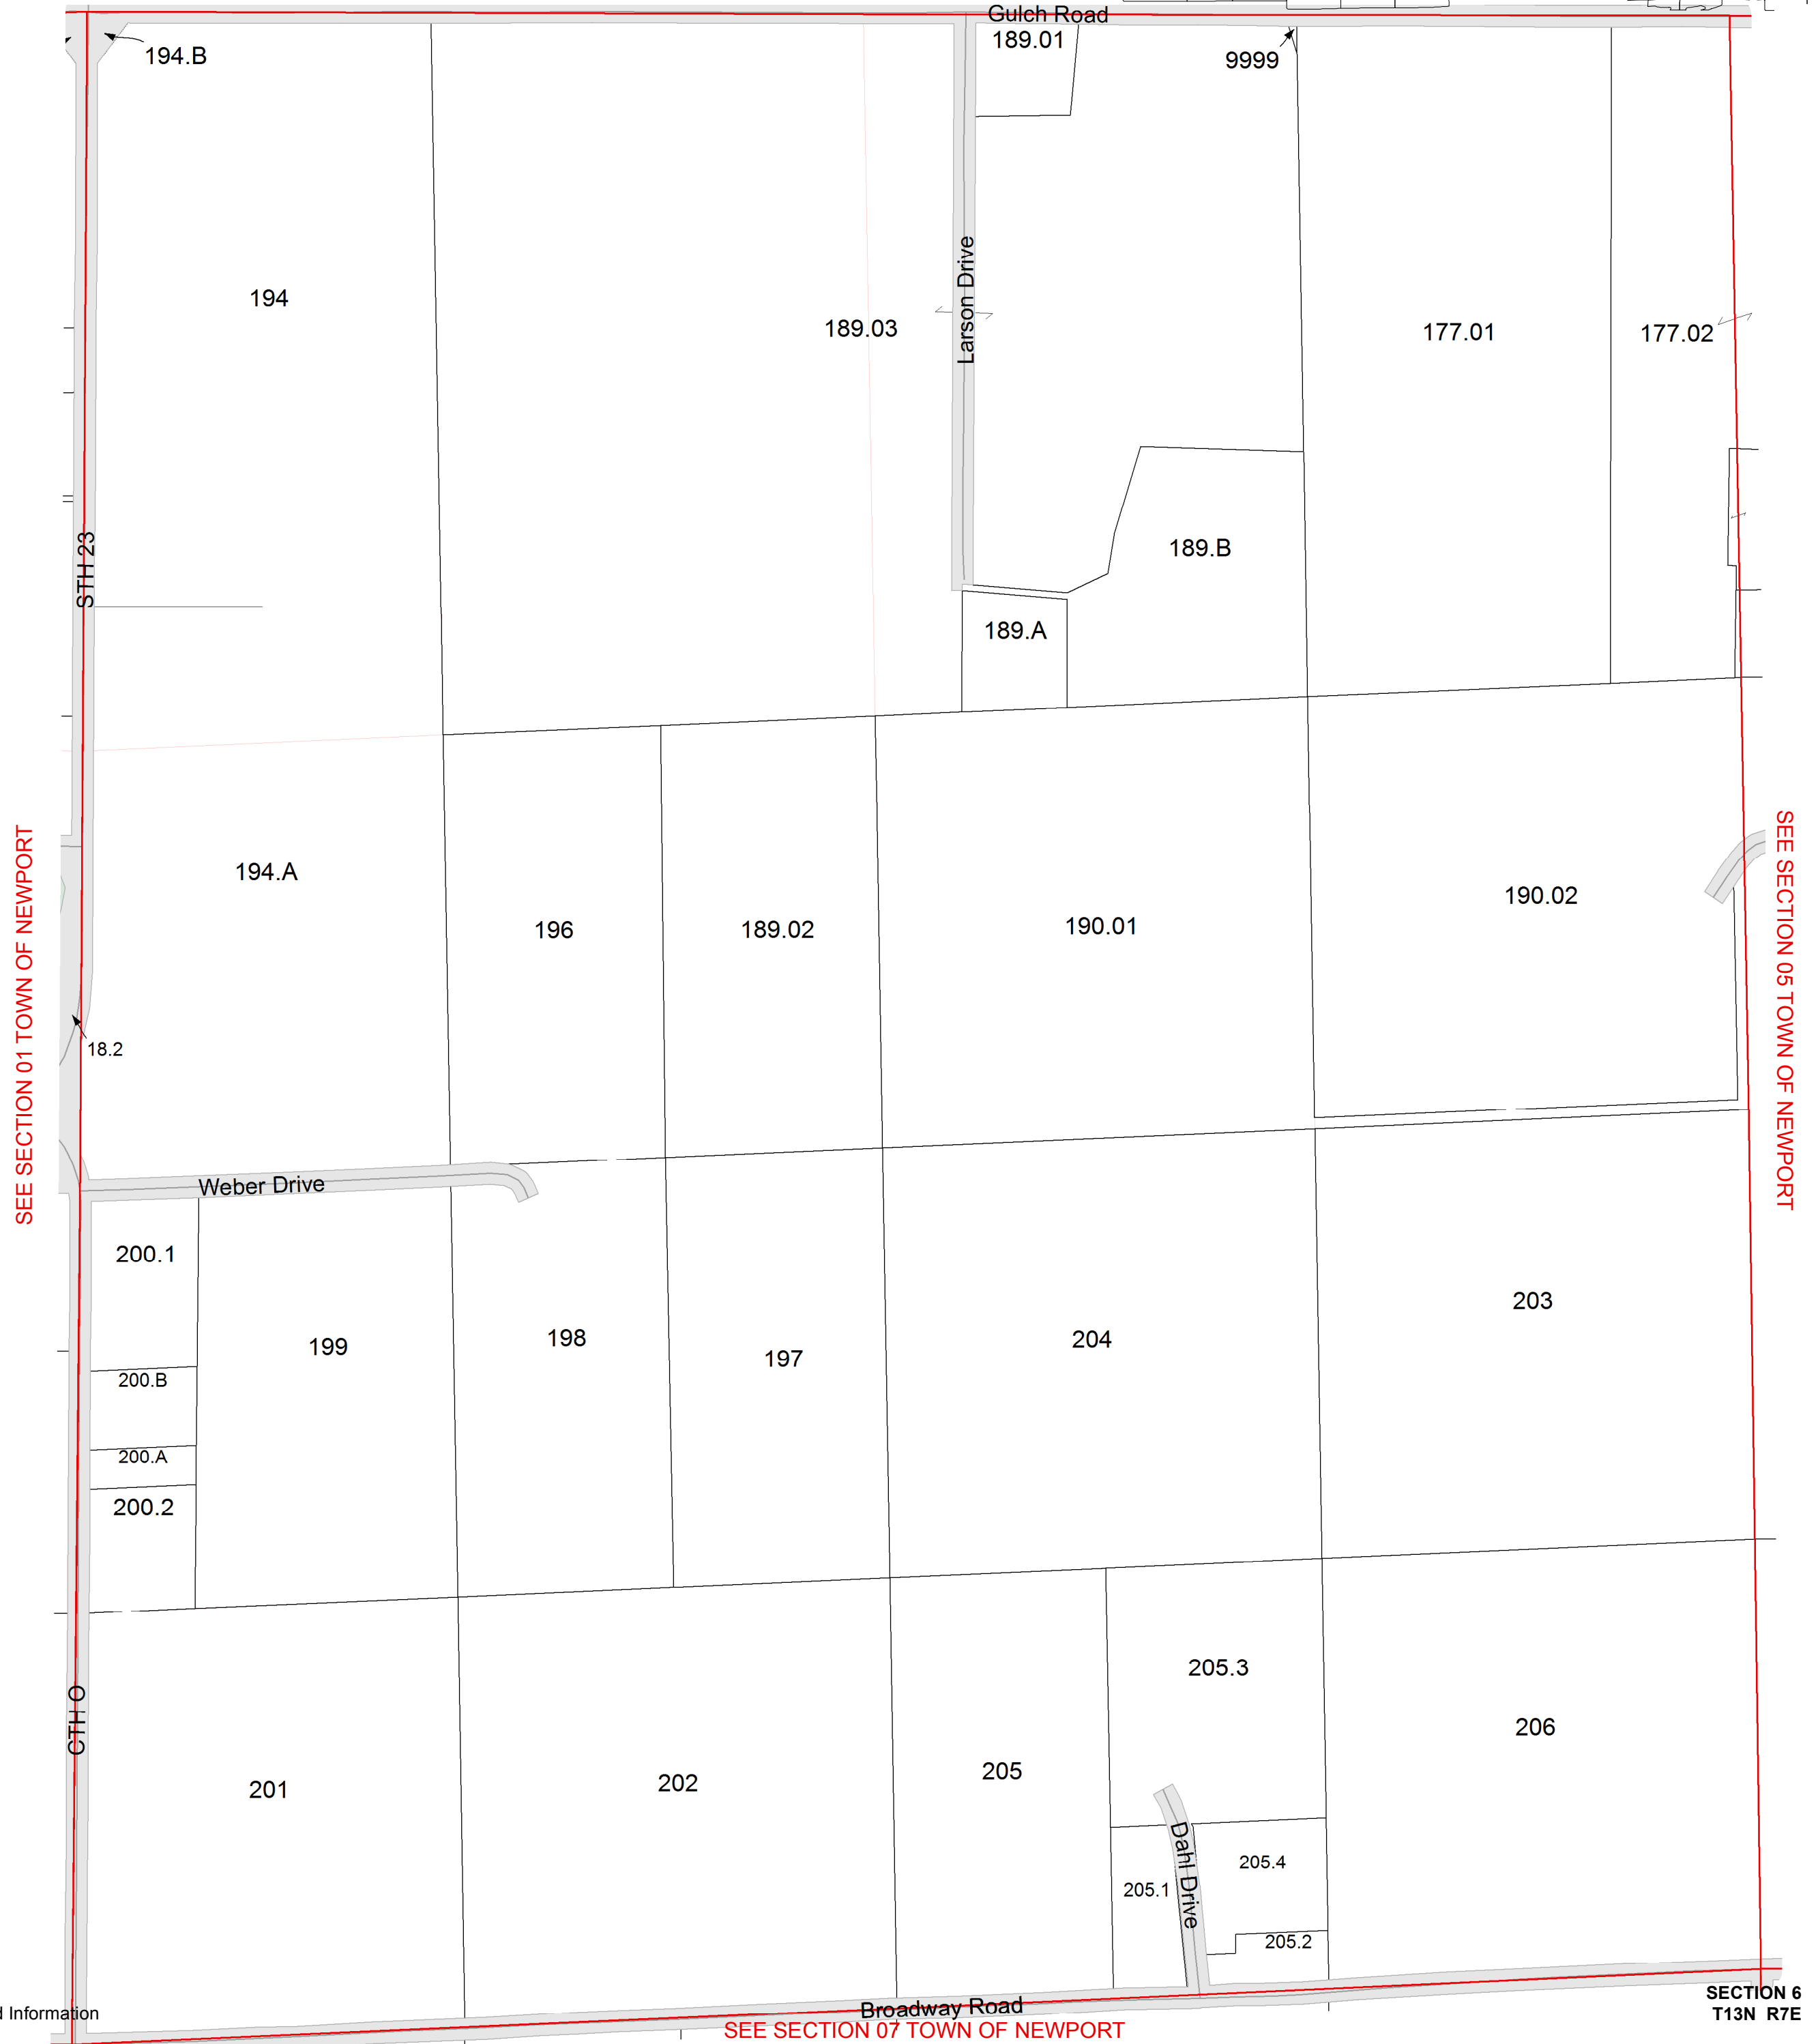 Gulch Road
194.B
189.01
9999
194
189.03
Larson Drive
177.01
177.02
STH 23
189.B
189.A
SEE SECTION 01 TOWN OF NEWPORT
SEE SECTION 05 TOWN OF NEWPORT
194.A
196
189.02
190.01
190.02
18.2
Weber Drive
200.1
199
198
197
204
203
200.B
200.A
200.2
CTH O
201
202
205
205.3
206
Dahl Drive
205.1
205.4
205.2
Broadway Road
d Information
SEE SECTION 07 TOWN OF NEWPORT
SECTION 6
T13N R7E